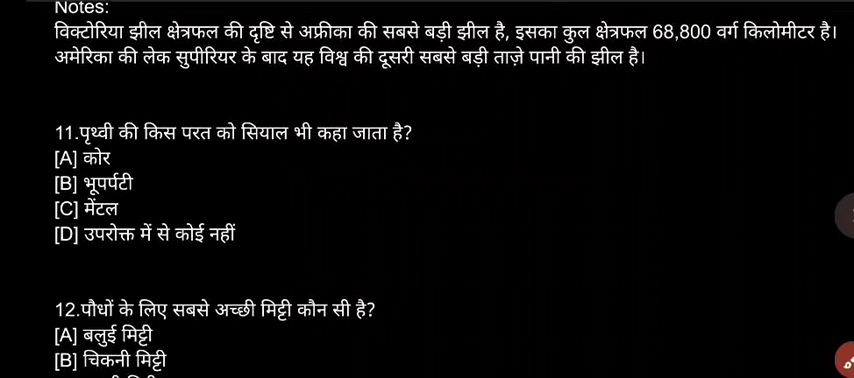 Notes:
विक्टोरिया झील क्षेत्रफल की दृष्टि से अफ्रीका की सबसे बड़ी झील है, इसका कुल क्षेत्रफल 68,800 वर्ग किलोमीटर है।
अमेरिका की लेक सुपीरियर के बाद यह विश्व की दूसरी सबसे बड़ी ताज़े पानी की झील है।
11.पृथ्वी की किस परत को सियाल भी कहा जाता है?
[A] कोर
[B] भूपर्पटी
[C] मेंटल
[D] उपरोक्त में से कोई नहीं
12.पौधों के लिए सबसे अच्छी मिट्टी कौन सी है?
[A] बलुई मिट्टी
[B] चिकनी मिट्टी